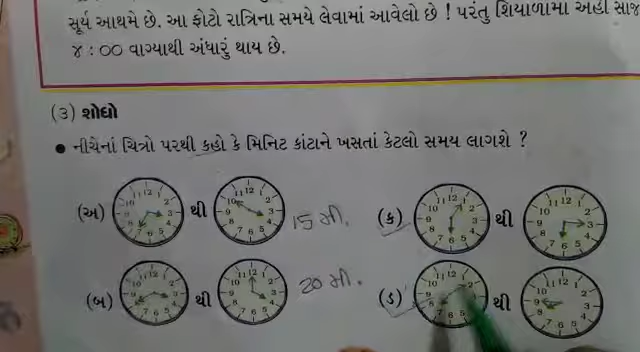 સૂર્ય આથમે છે. આ ફોટો રાત્રિના સમયે લેવામાં આવેલો છે ! પરંતુ શિયાળામા અહી સાજ
૪ : ૦૦ વાગ્યાથી અંધારું થાય છે.
(૩) શોધો
● નીચેનાં ચિત્રો પરથી કહો કે મિનિટ કાંટાને ખસતાં કેટલો સમય લાગશે ?
(અ) થી 15 મી. (ક) થી
(બ) થી 20 મી. (ડ) થી